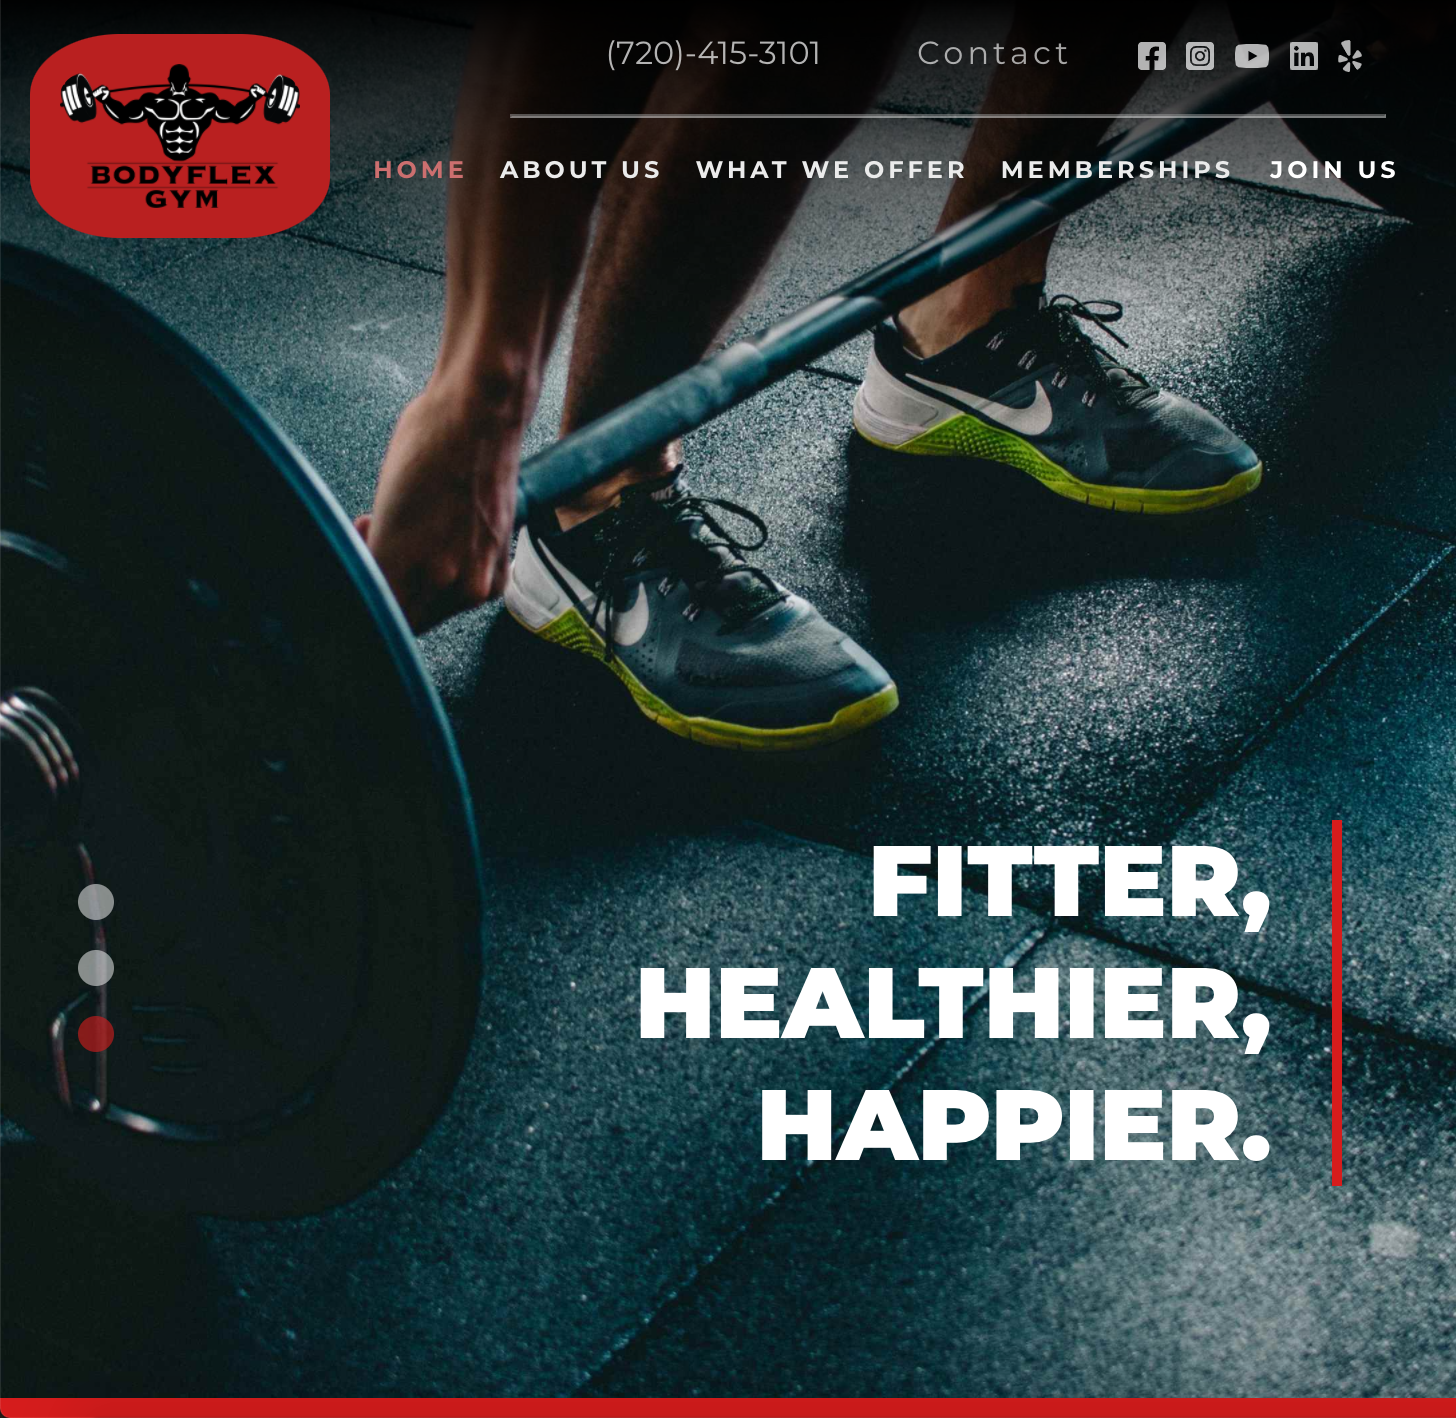 (720)-415-3101 Contact
BODYFLEX
GYM
HOME ABOUT US WHAT WE OFFER MEMBERSHIPS JOIN US
FITTER,
HEALTHIER,
HAPPIER.